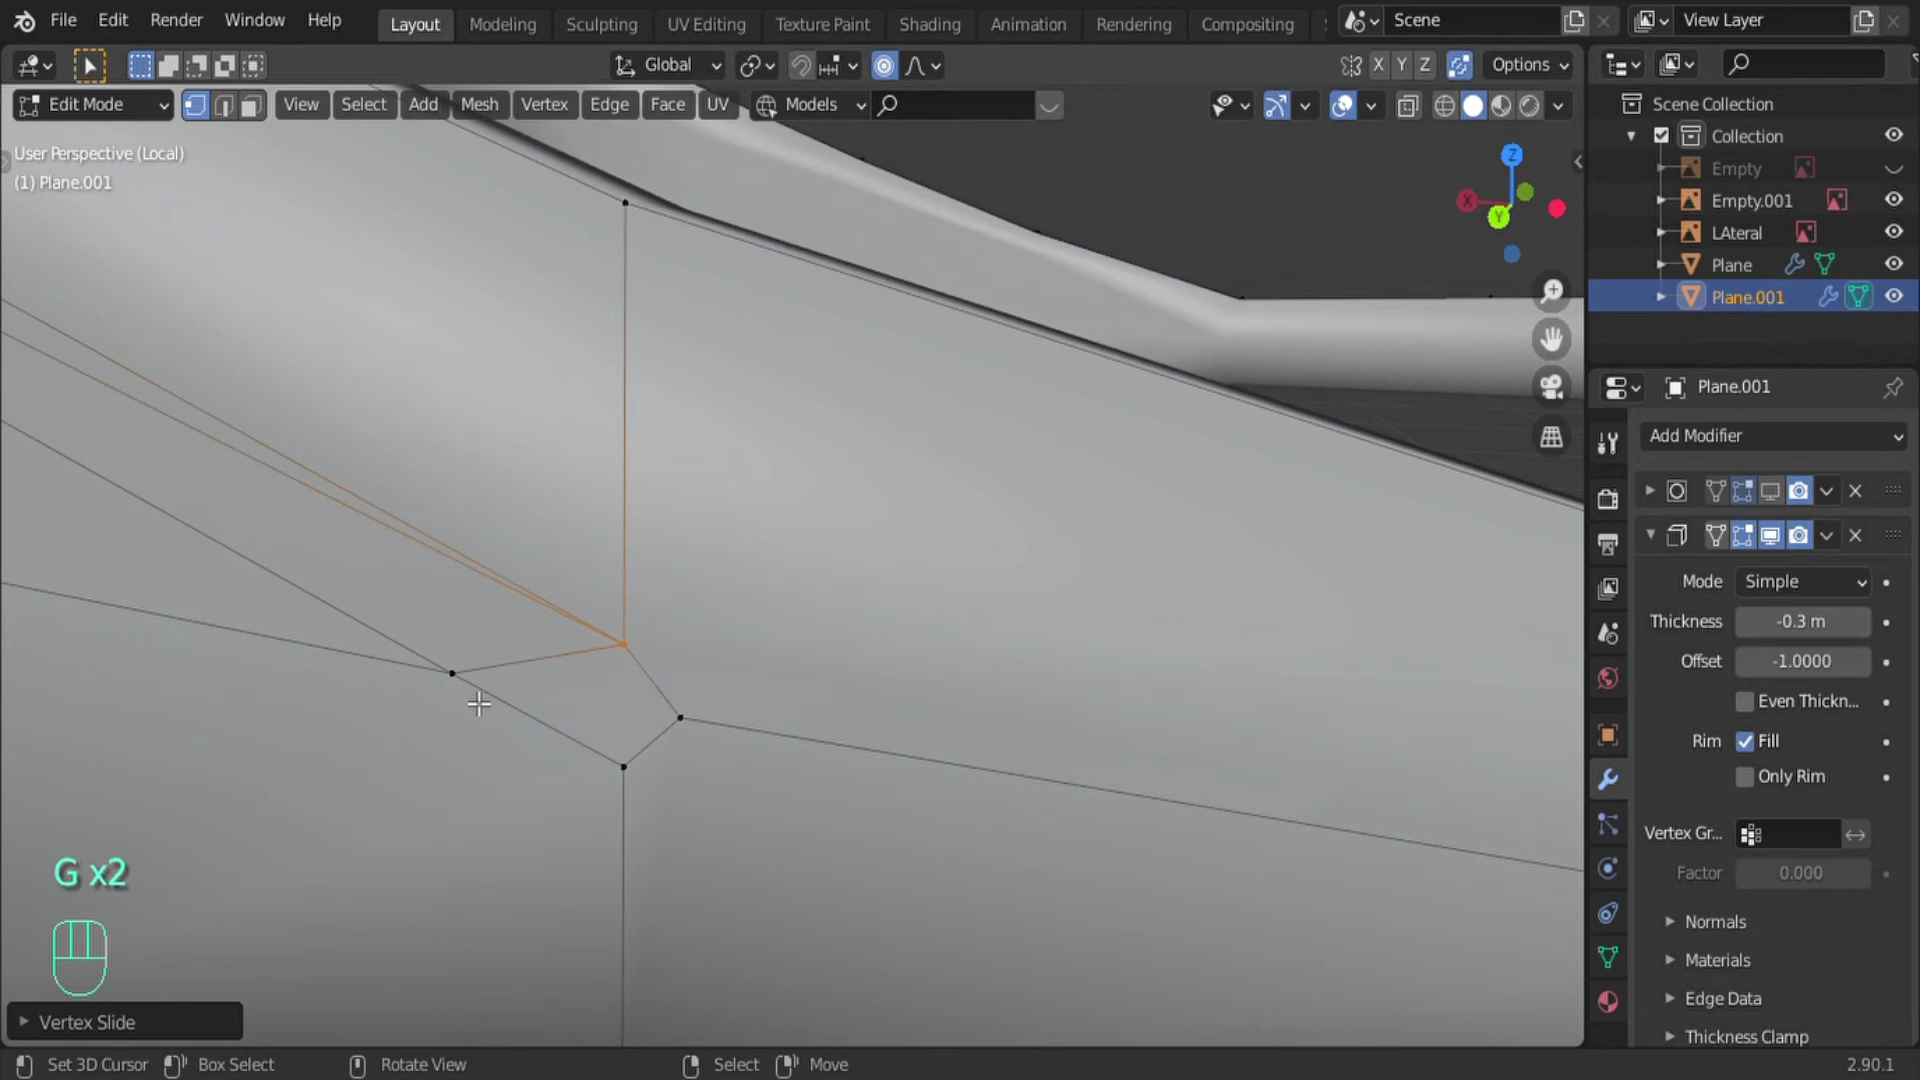 File Edit Render Window Help Layout Modeling Sculpting UV Editing Texture Paint Shading Animation Rendering Compositing Scene View Layer
Global X Y Z Options
Edit Mode View Select Add Mesh Vertex Edge Face UV Models
User Perspective (Local)
(1) Plane.001
Z
X
Y
Scene Collection
Collection
Empty
Empty.001
LAteral
Plane
Plane.001
Plane.001
Add Modifier
Mode Simple
Thickness -0.3 m
Offset -1.0000
Even Thickn...
Rim Fill
Only Rim
Vertex Gr...
Factor 0.000
Normals
Materials
Edge Data
Thickness Clamp
G x2
Vertex Slide
Set 3D Cursor Box Select Rotate View Select Move 2.90.1